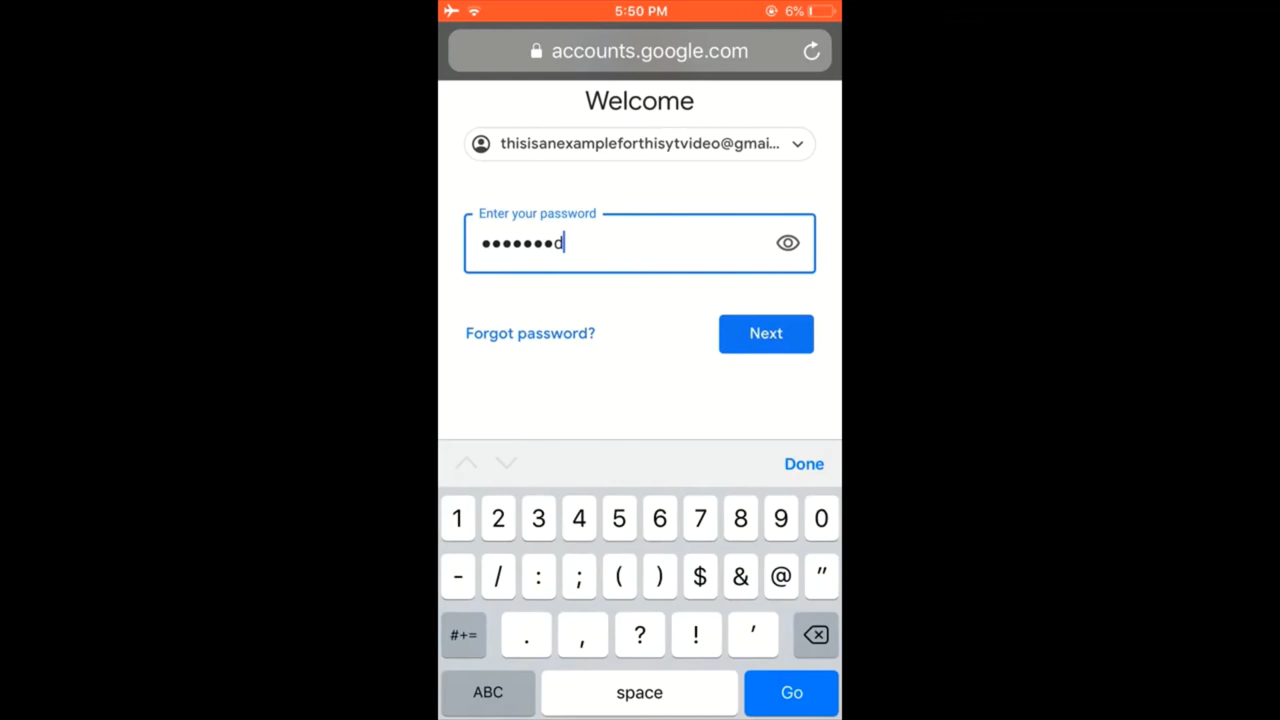 5:50 PM 6%
accounts.google.com
Welcome
thisisanexampleforthisytvideo@gmai...
Enter your password
•••••••d
Forgot password? Next
Done
1 2 3 4 5 6 7 8 9 0
- / : ; ( ) $ & @ "
#+= . , ? ! '
ABC space Go